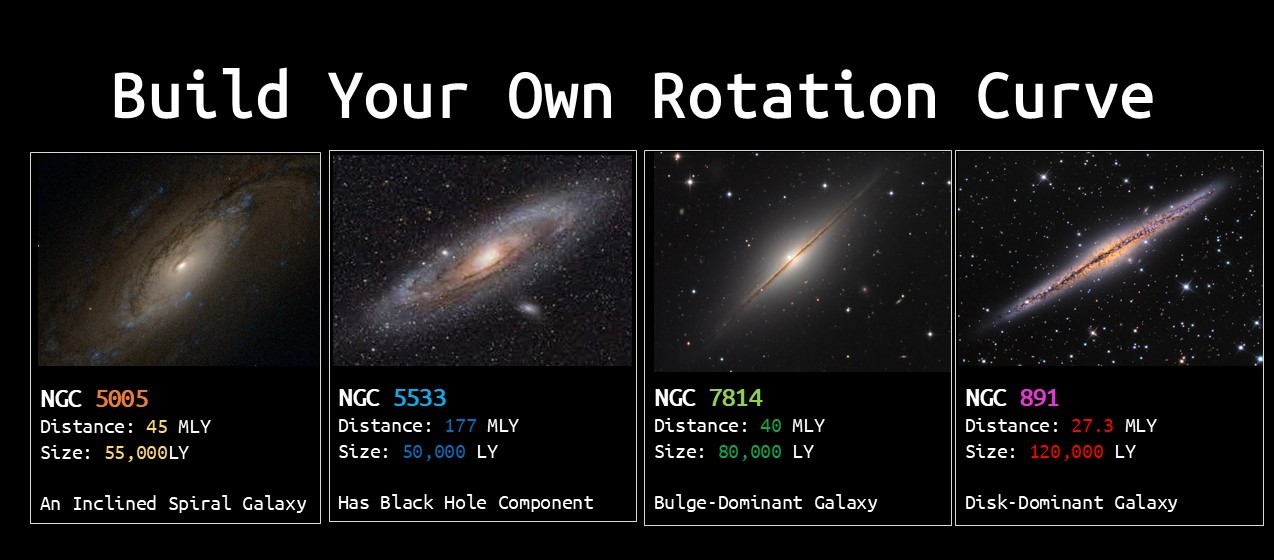 Build Your Own Rotation Curve
NGC 5005
Distance: 45 MLY
Size: 55,000LY
An Inclined Spiral Galaxy
NGC 5533
Distance: 177 MLY
Size: 50,000 LY
Has Black Hole Component
NGC 7814
Distance: 40 MLY
Size: 80,000 LY
Bulge-Dominant Galaxy
NGC 891
Distance: 27.3 MLY
Size: 120,000 LY
Disk-Dominant Galaxy